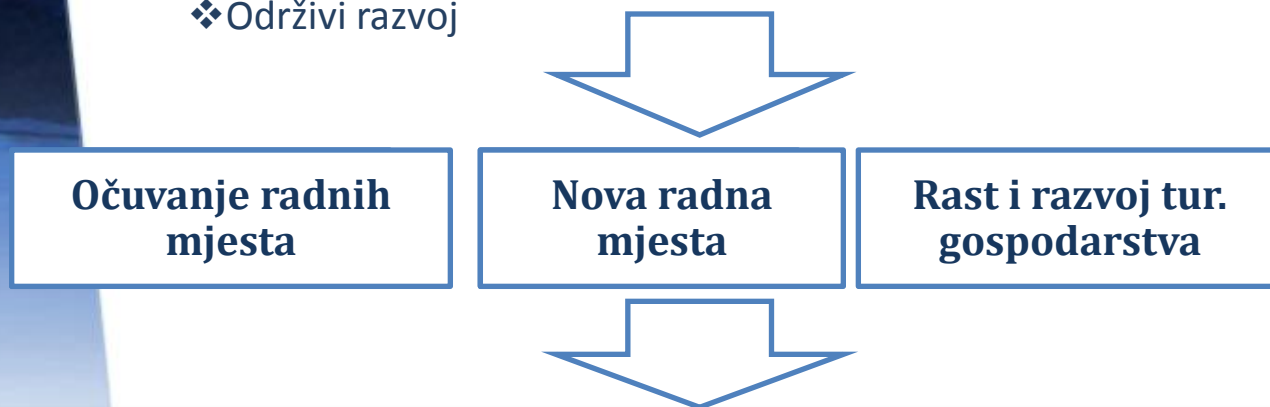 ❖Održivi razvoj
Očuvanje radnih
mjesta
Nova radna
mjesta
Rast i razvoj tur.
gospodarstva